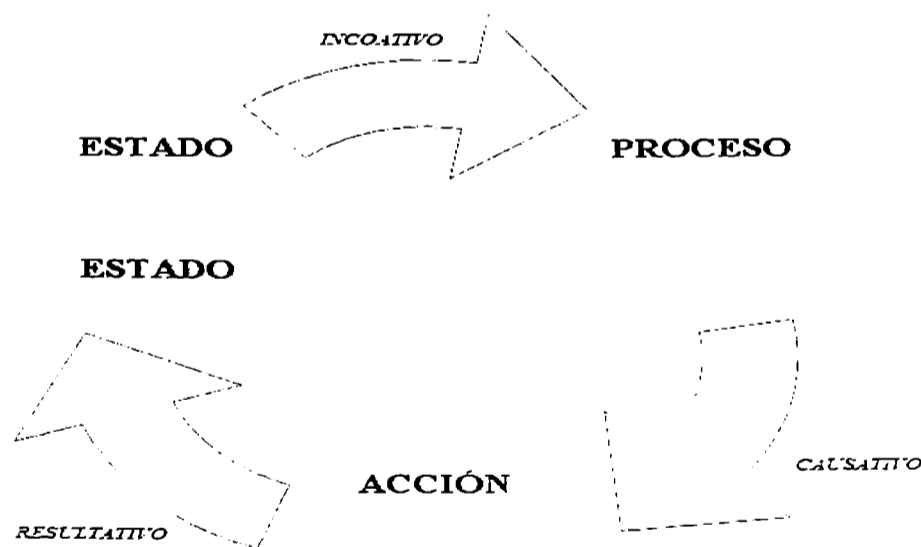 INCOATIVO
ESTADO
PROCESO
ESTADO
CAUSATIVO
ACCIÓN
RESULTATIVO